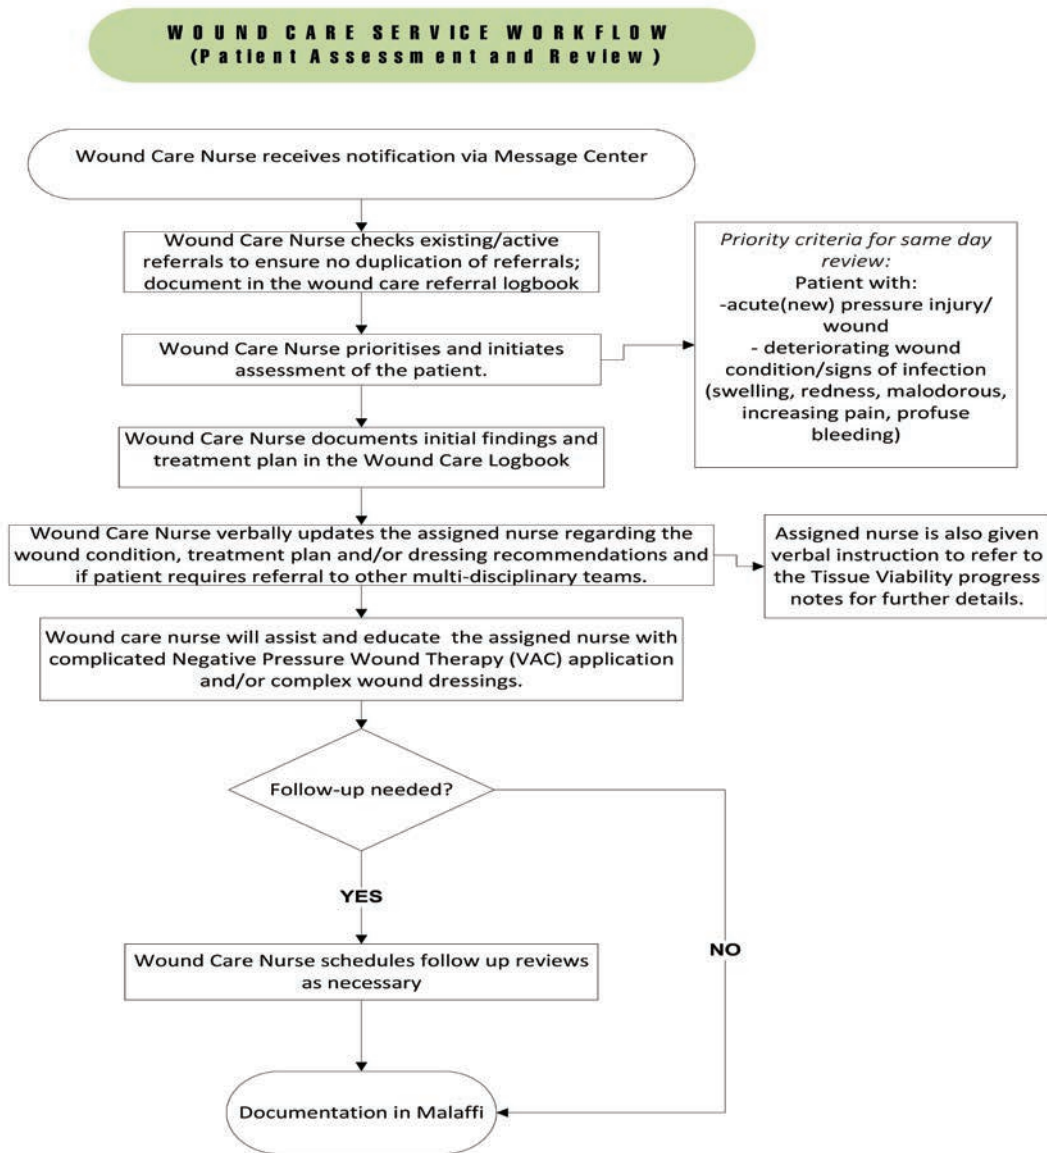 WOUND CARE SERVICE WORKFLOW
(Patient Assessment and Review)
Wound Care Nurse receives notification via Message Center
Wound Care Nurse checks existing/active
referrals to ensure no duplication of referrals;
document in the wound care referral logbook
Priority criteria for same day
review:
Patient with:
-acute(new) pressure injury/
wound
- deteriorating wound
condition/signs of infection
(swelling, redness, malodorous,
increasing pain, profuse
bleeding)
Wound Care Nurse prioritises and initiates
assessment of the patient.
Wound Care Nurse documents initial findings and
treatment plan in the Wound Care Logbook
Wound Care Nurse verbally updates the assigned nurse regarding the
wound condition, treatment plan and/or dressing recommendations and
if patient requires referral to other multi-disciplinary teams.
Assigned nurse is also given
verbal instruction to refer to
the Tissue Viability progress
notes for further details.
Wound care nurse will assist and educate the assigned nurse with
complicated Negative Pressure Wound Therapy (VAC) application
and/or complex wound dressings.
Follow-up needed?
YES
NO
Wound Care Nurse schedules follow up reviews
as necessary
Documentation in Malaffi